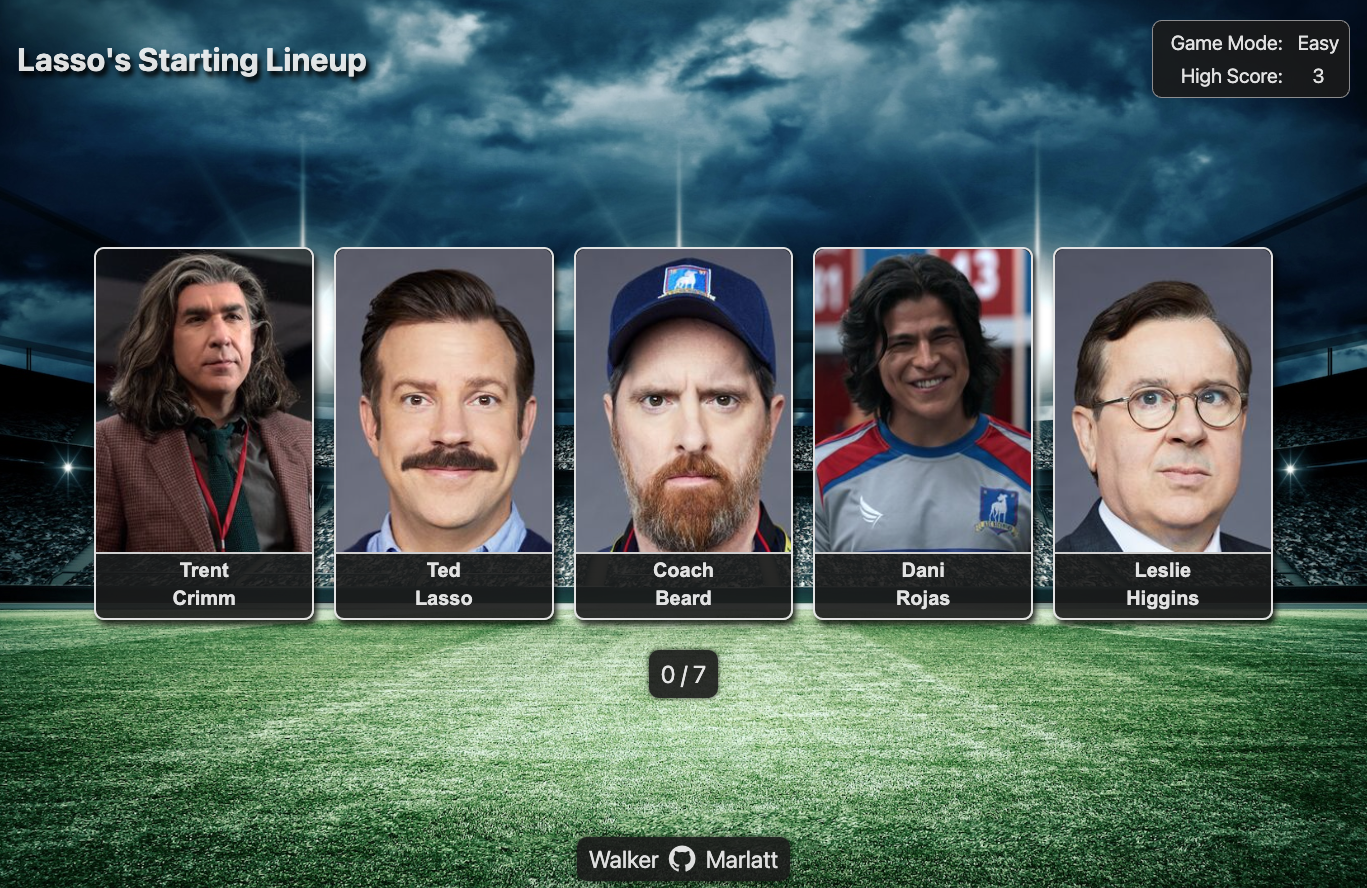 Lasso's Starting Lineup
Game Mode: Easy
High Score: 3
13
Trent
Crimm
Ted
Lasso
Coach
Beard
Dani
Rojas
Leslie
Higgins
0 / 7
Walker Marlatt